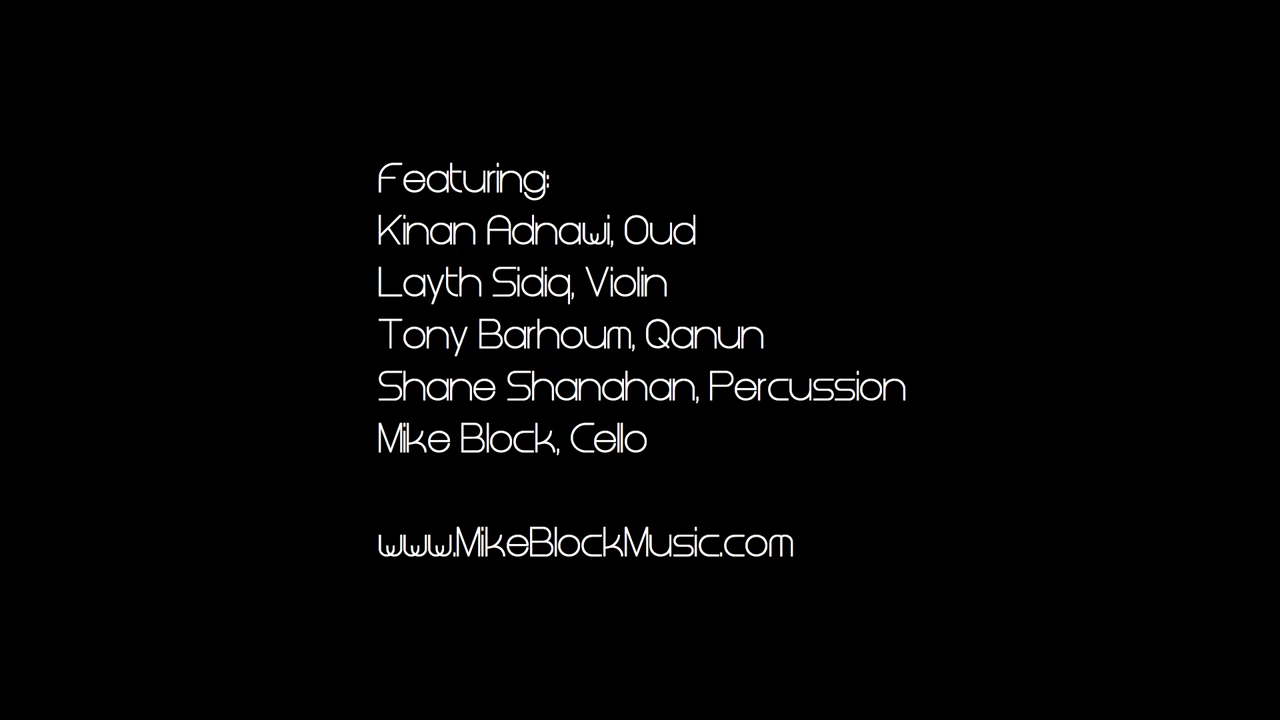 Featuring:
Kinan Adnawi, Oud
Layth Sidiq, Violin
Tony Barhoum, Qanun
Shane Shanahan, Percussion
Mike Block, Cello
www.MikeBlockMusic.com